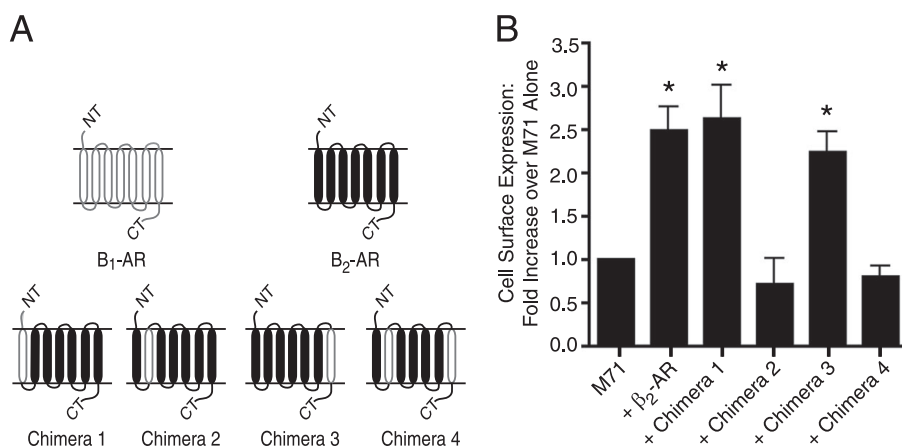 A
NT
CT
B₁-AR
NT
CT
B₂-AR
NT
CT
Chimera 1
NT
CT
Chimera 2
NT
CT
Chimera 3
NT
CT
Chimera 4
B
Cell Surface Expression:
Fold Increase over M71 Alone
3.5
3.0
2.5
2.0
1.5
1.0
0.5
0.0
*
*
*
M71
+ β₂-AR
+ Chimera 1
+ Chimera 2
+ Chimera 3
+ Chimera 4